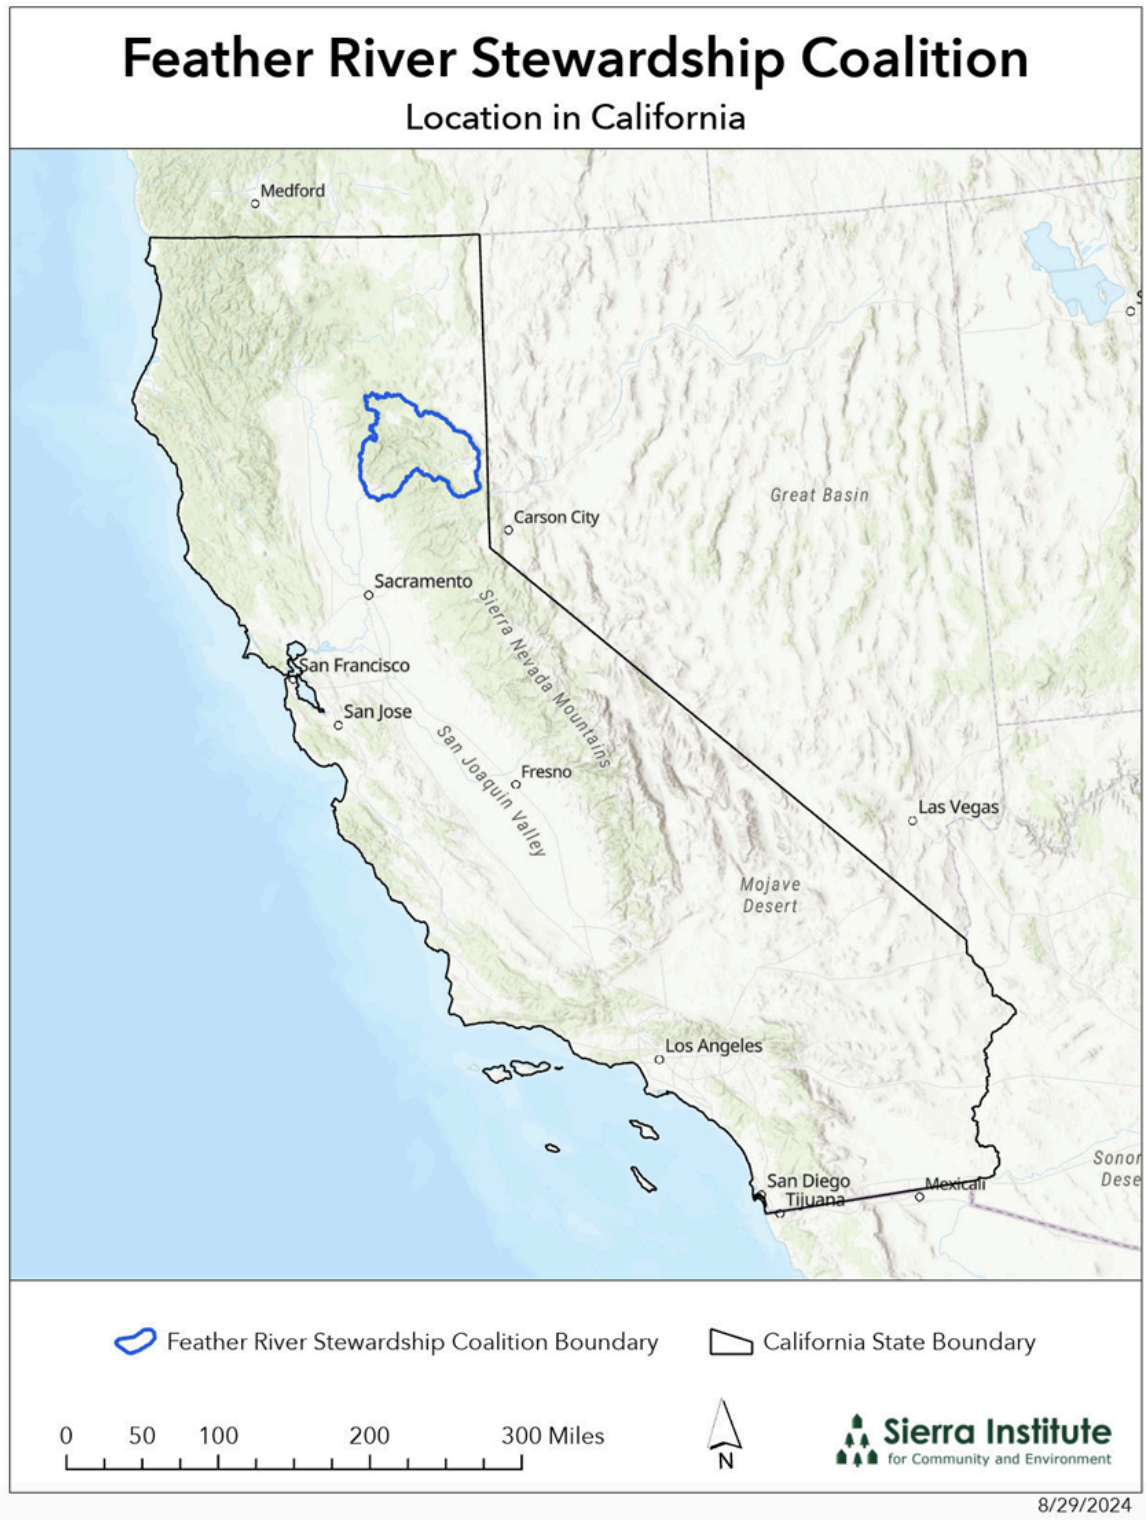 Feather River Stewardship Coalition
Location in California
Medford
Great Basin
Carson City
Sacramento
Sierra Nevada Mountains
San Francisco
San Jose
San Joaquin Valley
Fresno
Las Vegas
Mojave
Desert
Los Angeles
Sonor
Dese
San Diego
Tijuana
Mexicali
Feather River Stewardship Coalition Boundary
California State Boundary
0 50 100 200 300 Miles
N
Sierra Institute
for Community and Environment
8/29/2024